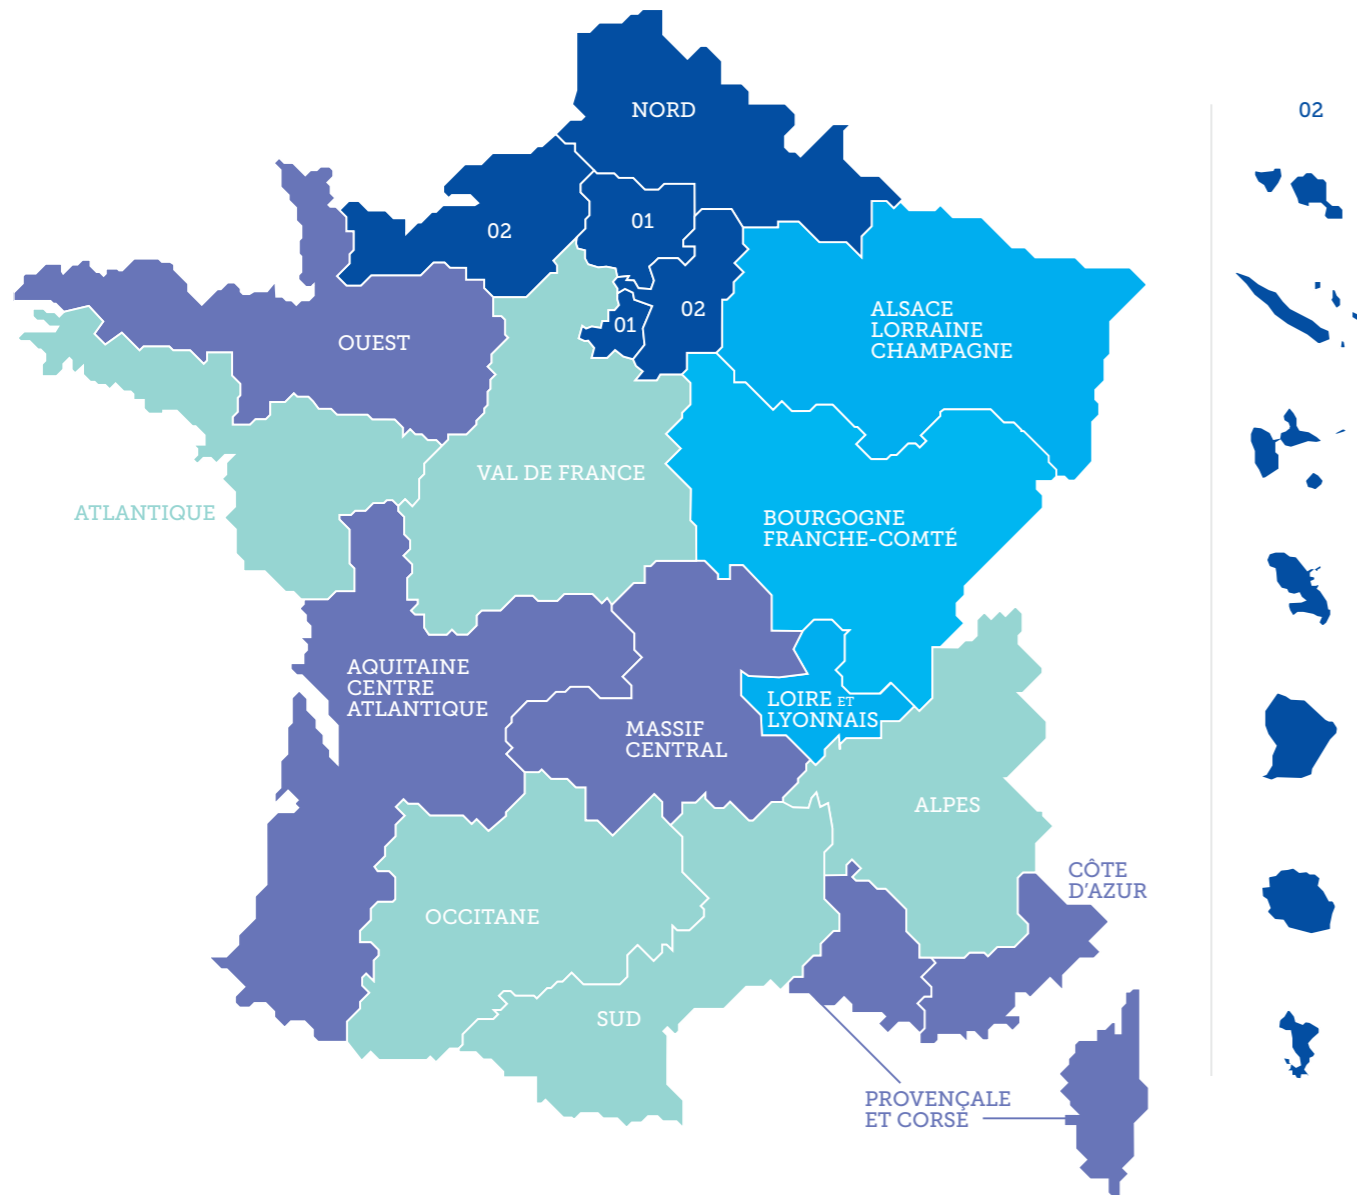 NORD
02
01
02
OUEST
01
02
ALSACE
LORRAINE
CHAMPAGNE
VAL DE FRANCE
ATLANTIQUE
BOURGOGNE
FRANCHE-COMTÉ
AQUITAINE
CENTRE
ATLANTIQUE
LOIRE ET
LYONNAIS
MASSIF
CENTRAL
ALPES
CÔTE
D'AZUR
OCCITANE
SUD
PROVENÇALE
ET CORSE